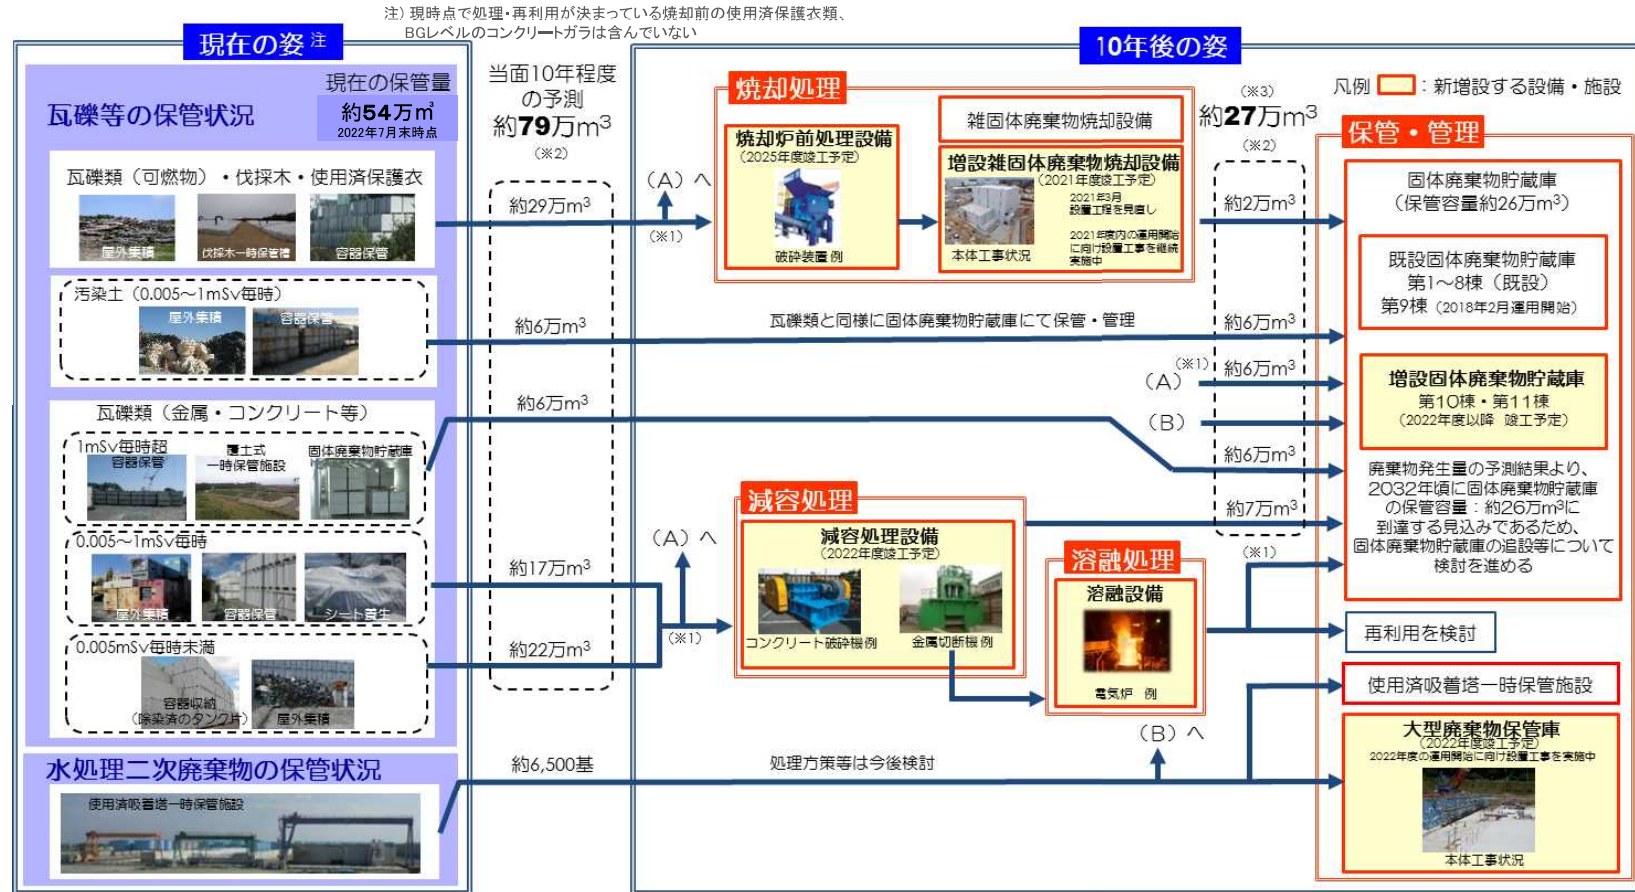 注) 現時点で処理・再利用が決まっている焼却前の使用済保護衣類、
BGレベルのコンクリートガラは含んでいない
現在の姿 注
現在の保管量
約54万㎥
2022年7月末時点
瓦礫等の保管状況
瓦礫類（可燃物）・伐採木・使用済保護衣
屋外集積
伐採木一時保管槽
容器保管
汚染土（0.005～1mSv毎時）
屋外集積
容器保管
瓦礫類（金属・コンクリート等）
1mSv毎時超
容器保管
覆土式
一時保管施設
固体廃棄物貯蔵庫
0.005～1mSv毎時
屋外集積
容器保管
シート養生
0.005mSv毎時未満
容器収納
（除染済のタンク片）
屋外集積
水処理二次廃棄物の保管状況
使用済吸着塔一時保管施設
当面10年程度
の予測
約79万m³
（※2）
約29万m³
約6万m³
約6万m³
約17万m³
約22万m³
約6,500基
10年後の姿
（A）へ
（※1）
焼却処理
焼却炉前処理設備
（2025年度竣工予定）
破砕装置例
雑固体廃棄物焼却設備
増設雑固体廃棄物焼却設備
（2021年度竣工予定）
2021年3月
設置工程を見直し
2021年度内の運用開始
に向け設置工事を継続
実施中
本体工事状況
瓦礫類と同様に固体廃棄物貯蔵庫にて保管・管理
（A）へ
（※1）
減容処理
減容処理設備
（2022年度竣工予定）
コンクリート破砕機例
金属切断機例
溶融処理
溶融設備
電気炉 例
処理方策等は今後検討
（B）へ
（※3）
約27万m³
（※2）
約2万m³
約6万m³
（A）
（※1）
約6万m³
（B）
約6万m³
約7万m³
（※1）
凡例 ：新増設する設備・施設
保管・管理
固体廃棄物貯蔵庫
（保管容量約26万m³）
既設固体廃棄物貯蔵庫
第1～8棟（既設）
第9棟（2018年2月運用開始）
増設固体廃棄物貯蔵庫
第10棟・第11棟
（2022年度以降 竣工予定）
廃棄物発生量の予測結果より、
2032年頃に固体廃棄物貯蔵庫
の保管容量：約26万m³に
到達する見込みであるため、
固体廃棄物貯蔵庫の追設等について
検討を進める
再利用を検討
使用済吸着塔一時保管施設
大型廃棄物保管庫
（2022年度竣工予定）
2022年度の運用開始に向け設置工事を実施中
本体工事状況